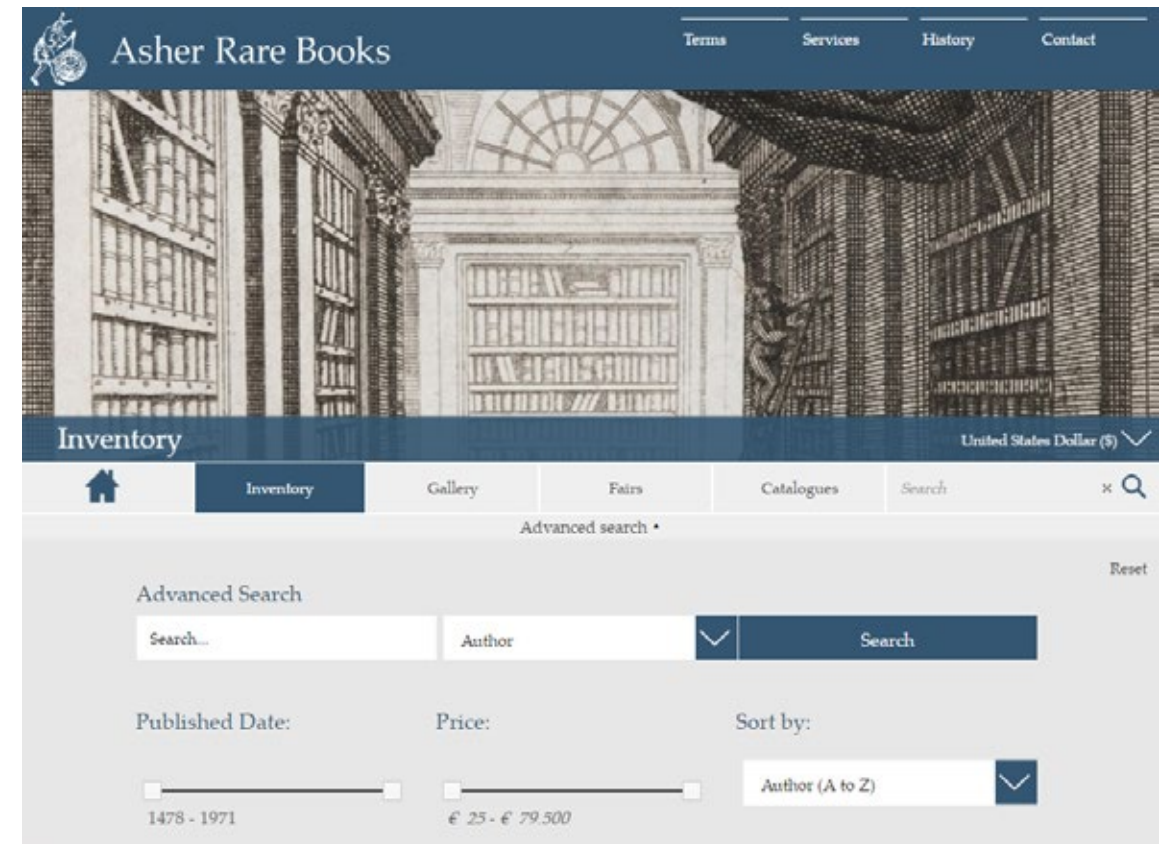 Asher Rare Books
Terms Services History Contact
Inventory
United States Dollar ($)
Inventory Gallery Fairs Catalogues Search ×
Advanced search •
Reset
Advanced Search
Search... Author Search
Published Date: Price: Sort by:
Author (A to Z)
1478 - 1971 € 25 - € 79.500